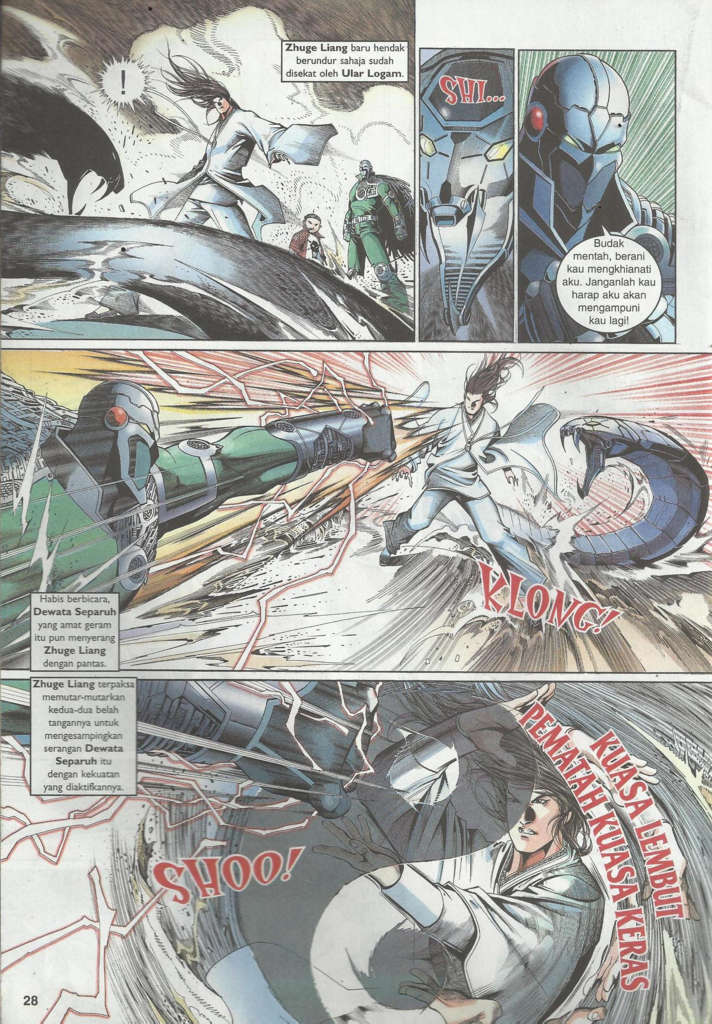 Zhuge Liang baru hendak
berundur sahaja sudah
disekat oleh Ular Logam.
!
SHI...
Budak
mentah, berani
kau mengkhianati
aku. Janganlah kau
harap aku akan
mengampuni
kau lagi!
Habis berbicara,
Dewata Separuh
yang amat geram
itu pun menyerang
Zhuge Liang
dengan pantas.
KLONG!
Zhuge Liang terpaksa
memutar-mutarkan
kedua-dua belah
tangannya untuk
mengesampingkan
serangan Dewata
Separuh itu
dengan kekuatan
yang diaktifkannya.
SHOO!
KUASA LEMBUT
PEMATAH KUASA KERAS
28